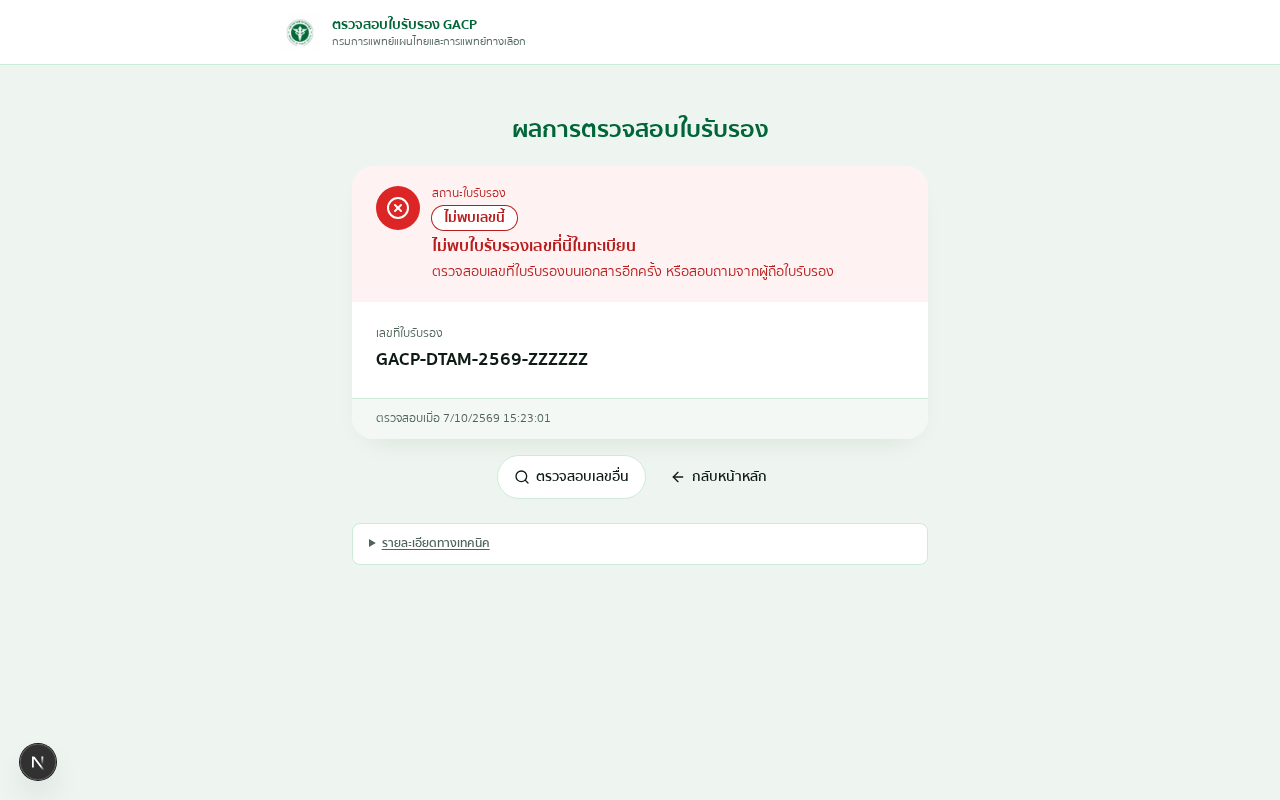 ตรวจสอบใบรับรอง GACP
กรมการแพทย์แผนไทยและการแพทย์ทางเลือก
ผลการตรวจสอบใบรับรอง
สถานะใบรับรอง
ไม่พบเลขนี้
ไม่พบใบรับรองเลขที่นี้ในทะเบียน
ตรวจสอบเลขที่ใบรับรองบนเอกสารอีกครั้ง หรือสอบถามจากผู้ถือใบรับรอง
เลขที่ใบรับรอง
GACP-DTAM-2569-ZZZZZZ
ตรวจสอบเมื่อ 7/10/2569 15:23:01
ตรวจสอบเลขอื่น
กลับหน้าหลัก
รายละเอียดทางเทคนิค
N